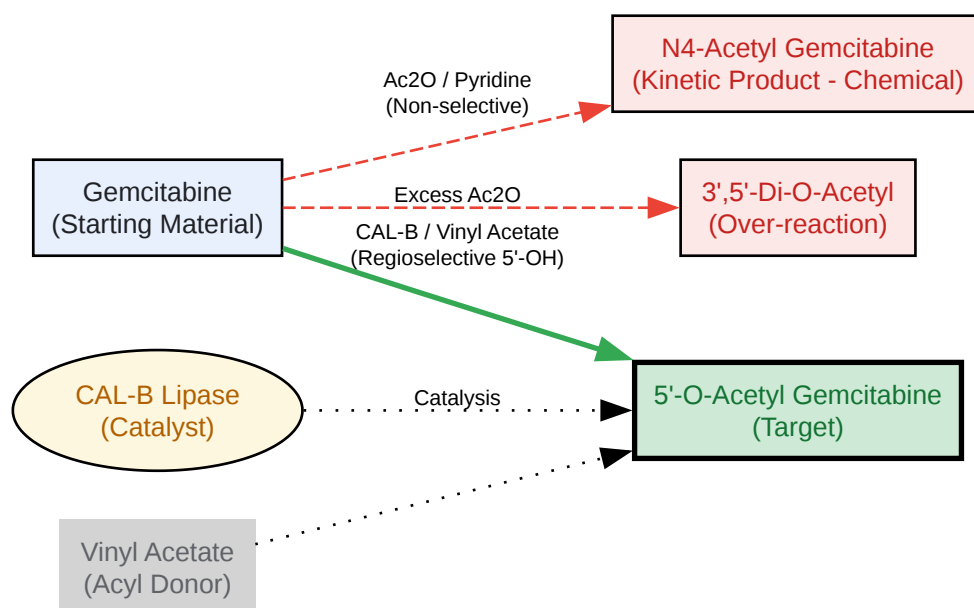 N4-Acetyl Gemcitabine
(Kinetic Product - Chemical)
Ac2O / Pyridine
(Non-selective)
Gemcitabine
(Starting Material)
Excess Ac2O
3',5'-Di-O-Acetyl
(Over-reaction)
CAL-B / Vinyl Acetate
(Regioselective 5'-OH)
CAL-B Lipase
(Catalyst)
Catalysis
5'-O-Acetyl Gemcitabine
(Target)
Vinyl Acetate
(Acyl Donor)